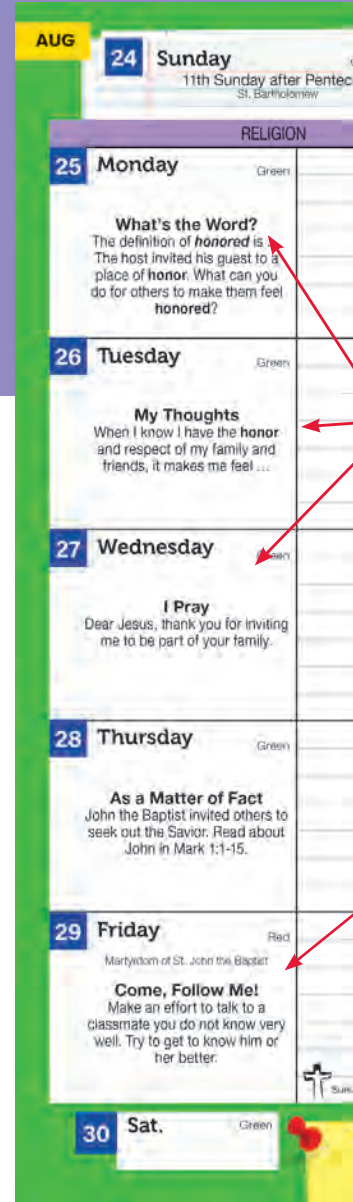 AUG
24 Sunday
11th Sunday after Pentec
St. Bartholomew
RELIGION
25 Monday
Green
What's the Word?
The definition of honored is ...
The host invited his guest to a
place of honor. What can you
do for others to make them feel
honored?
26 Tuesday
Green
My Thoughts
When I know I have the honor
and respect of my family and
friends, it makes me feel ...
27 Wednesday
Green
I Pray
Dear Jesus, thank you for inviting
me to be part of your family.
28 Thursday
Green
As a Matter of Fact
John the Baptist invited others to
seek out the Savior. Read about
John in Mark 1:1-15.
29 Friday
Red
Martyrdom of St. John the Baptist
Come, Follow Me!
Make an effort to talk to a
classmate you do not know very
well. Try to get to know him or
her better.
30 Sat.
Green